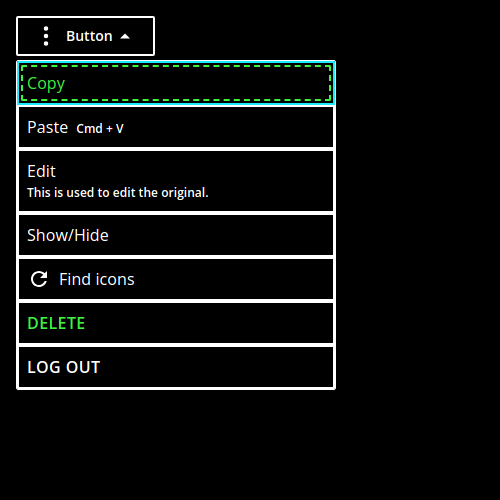 Button
Copy
Paste Cmd + V
Edit
This is used to edit the original.
Show/Hide
Find icons
DELETE
LOG OUT